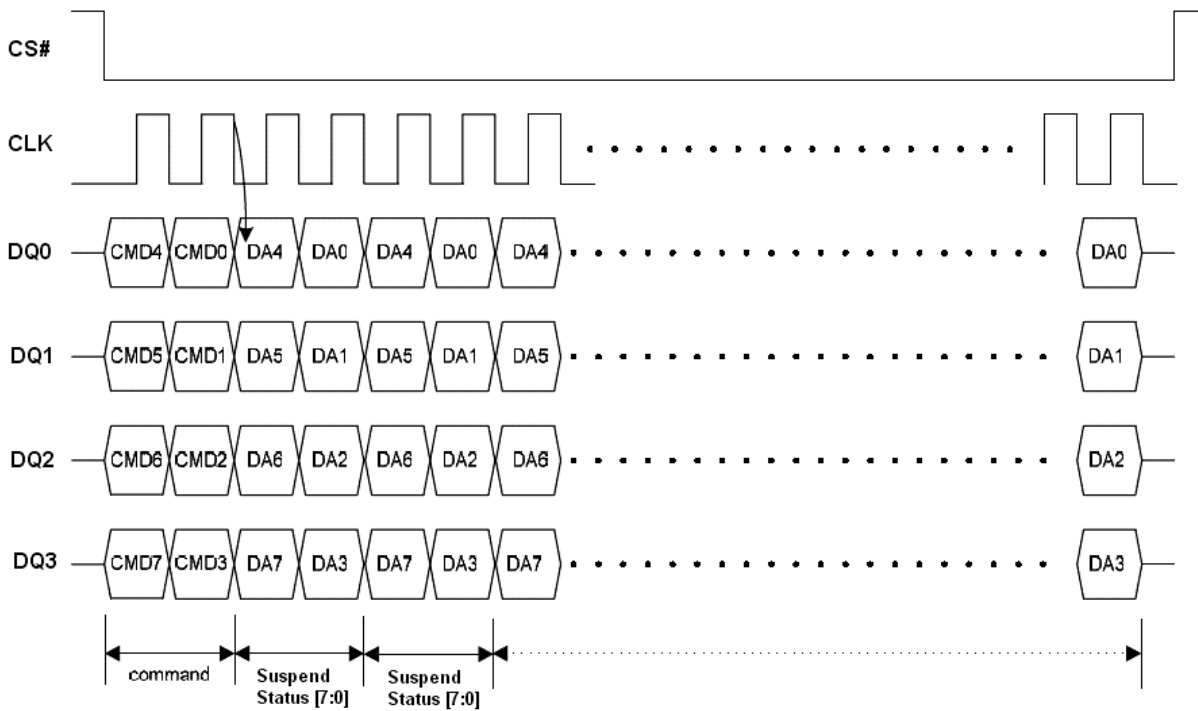 CS#
CLK
DQ0 CMD4 CMD0 DA4 DA0 DA4 DA0 DA4 DA0
DQ1 CMD5 CMD1 DA5 DA1 DA5 DA1 DA5 DA1
DQ2 CMD6 CMD2 DA6 DA2 DA6 DA2 DA6 DA2
DQ3 CMD7 CMD3 DA7 DA3 DA7 DA3 DA7 DA3
command
Suspend
Status [7:0]
Suspend
Status [7:0]